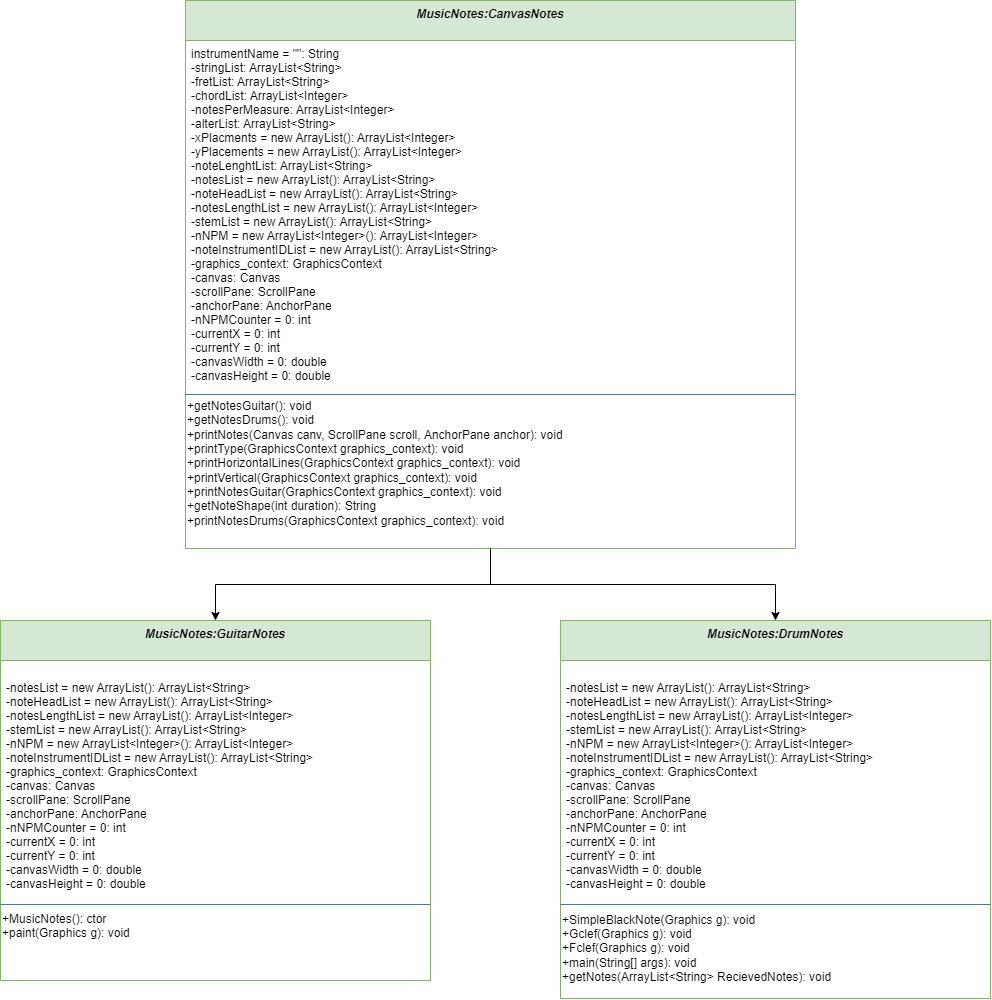 MusicNotes:CanvasNotes
instrumentName = "": String
-stringList: ArrayList<String>
-fretList: ArrayList<String>
-chordList: ArrayList<Integer>
-notesPerMeasure: ArrayList<Integer>
-alterList: ArrayList<String>
-xPlacments = new ArrayList(): ArrayList<Integer>
-yPlacements = new ArrayList(): ArrayList<Integer>
-noteLenghtList: ArrayList<String>
-notesList = new ArrayList(): ArrayList<String>
-noteHeadList = new ArrayList(): ArrayList<String>
-notesLengthList = new ArrayList(): ArrayList<Integer>
-stemList = new ArrayList(): ArrayList<String>
-nNPM = new ArrayList<Integer>(): ArrayList<Integer>
-noteInstrumentIDList = new ArrayList(): ArrayList<String>
-graphics_context: GraphicsContext
-canvas: Canvas
-scrollPane: ScrollPane
-anchorPane: AnchorPane
-nNPMCounter = 0: int
-currentX = 0: int
-currentY = 0: int
-canvasWidth = 0: double
-canvasHeight = 0: double
+getNotesGuitar(): void
+getNotesDrums(): void
+printNotes(Canvas canv, ScrollPane scroll, AnchorPane anchor): void
+printType(GraphicsContext graphics_context): void
+printHorizontalLines(GraphicsContext graphics_context): void
+printVertical(GraphicsContext graphics_context): void
+printNotesGuitar(GraphicsContext graphics_context): void
+getNoteShape(int duration): String
+printNotesDrums(GraphicsContext graphics_context): void
MusicNotes:GuitarNotes
-notesList = new ArrayList(): ArrayList<String>
-noteHeadList = new ArrayList(): ArrayList<String>
-notesLengthList = new ArrayList(): ArrayList<Integer>
-stemList = new ArrayList(): ArrayList<String>
-nNPM = new ArrayList<Integer>(): ArrayList<Integer>
-noteInstrumentIDList = new ArrayList(): ArrayList<String>
-graphics_context: GraphicsContext
-canvas: Canvas
-scrollPane: ScrollPane
-anchorPane: AnchorPane
-nNPMCounter = 0: int
-currentX = 0: int
-currentY = 0: int
-canvasWidth = 0: double
-canvasHeight = 0: double
+MusicNotes(): ctor
+paint(Graphics g): void
MusicNotes:DrumNotes
-notesList = new ArrayList(): ArrayList<String>
-noteHeadList = new ArrayList(): ArrayList<String>
-notesLengthList = new ArrayList(): ArrayList<Integer>
-stemList = new ArrayList(): ArrayList<String>
-nNPM = new ArrayList<Integer>(): ArrayList<Integer>
-noteInstrumentIDList = new ArrayList(): ArrayList<String>
-graphics_context: GraphicsContext
-canvas: Canvas
-scrollPane: ScrollPane
-anchorPane: AnchorPane
-nNPMCounter = 0: int
-currentX = 0: int
-currentY = 0: int
-canvasWidth = 0: double
-canvasHeight = 0: double
+SimpleBlackNote(Graphics g): void
+Gclef(Graphics g): void
+Fclef(Graphics g): void
+main(String[] args): void
+getNotes(ArrayList<String> RecievedNotes): void